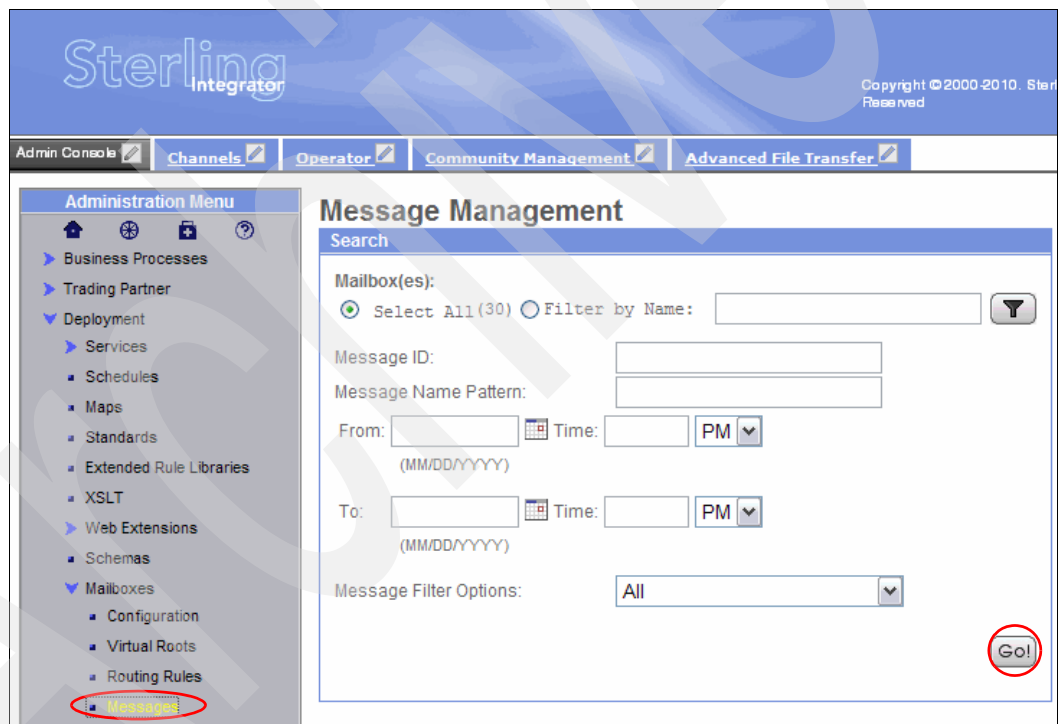 Sterling
Integrator
Copyright © 2000-2010. Sterl
Reserved
Admin Console
Channels
Operator
Community Management
Advanced File Transfer
Administration Menu
Business Processes
Trading Partner
Deployment
Services
Schedules
Maps
Standards
Extended Rule Libraries
XSLT
Web Extensions
Schemas
Mailboxes
Configuration
Virtual Roots
Routing Rules
Messages
Message Management
Search
Mailbox(es):
Select All(30) Filter by Name:
Message ID:
Message Name Pattern:
From: Time: PM
(MM/DD/YYYY)
To: Time: PM
(MM/DD/YYYY)
Message Filter Options: All
Go!